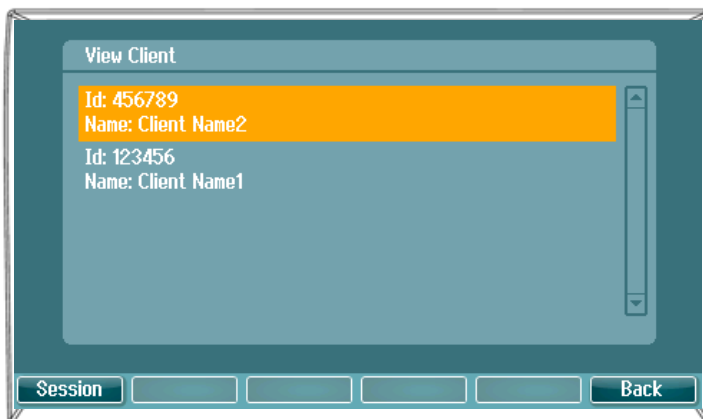 View Client
Id: 456789
Name: Client Name2
Id: 123456
Name: Client Name1
Session
Back